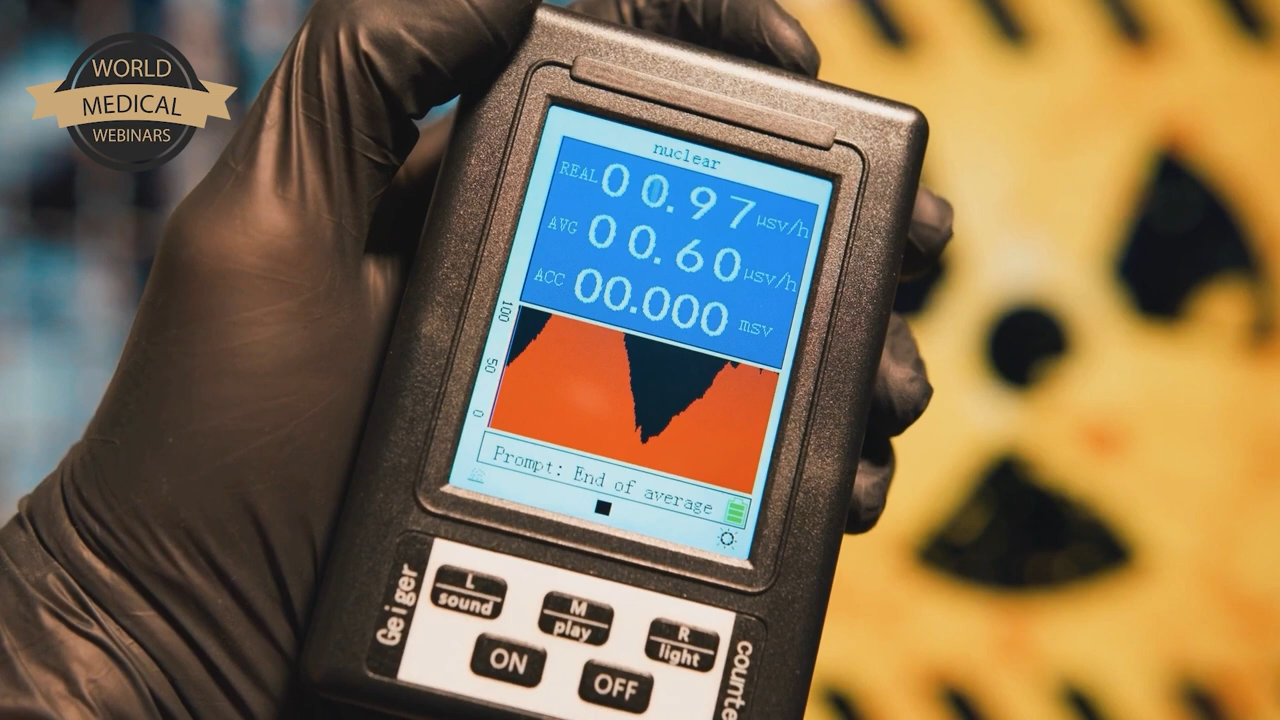 WORLD
MEDICAL
WEBINARS
nuclear
REAL 00.97 μsv/h
AVG 00.60 μsv/h
ACC 00.000 msv
100
50
0
Prompt: End of average
Geiger
L
sound
M
play
R
light
ON
OFF
counte